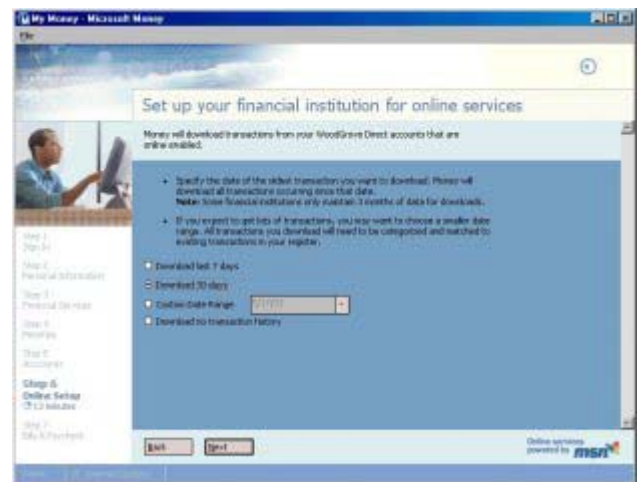 My Money - Microsoft Money
File
Set up your financial institution for online services
Money will download transactions from your WoodGrove Direct accounts that are
online enabled.
• Specify the date of the oldest transaction you want to download. Money will
download all transactions occurring since that date.
Note: Some financial institutions only maintain 3 months of data for downloads.
• If you expect to get lots of transactions, you may want to choose a smaller date
range. All transactions you download will need to be categorized and matched to
existing transactions in your register.
Download last 7 days
Download 30 days
Custom Date Range
Download no transaction history
Step 1
Sign In
Step 2
Personal Information
Step 3
Financial Services
Step 4
Priorities
Step 5
Accounts
Step 6
Online Setup
minutes
Step 7
Bills & Paychecks
Back
Next
Online services
powered by msn